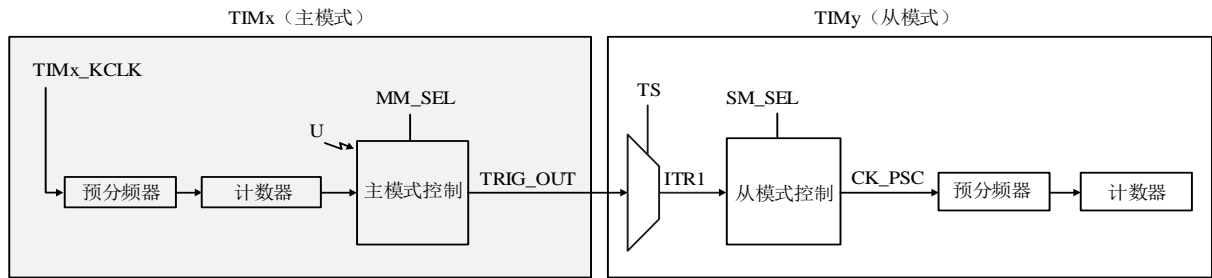 TIMx（主模式）
TIMy（从模式）
TIMx_KCLK
MM_SEL
U
预分频器
计数器
主模式控制
TRIG_OUT
TS
ITR1
SM_SEL
从模式控制
CK_PSC
预分频器
计数器